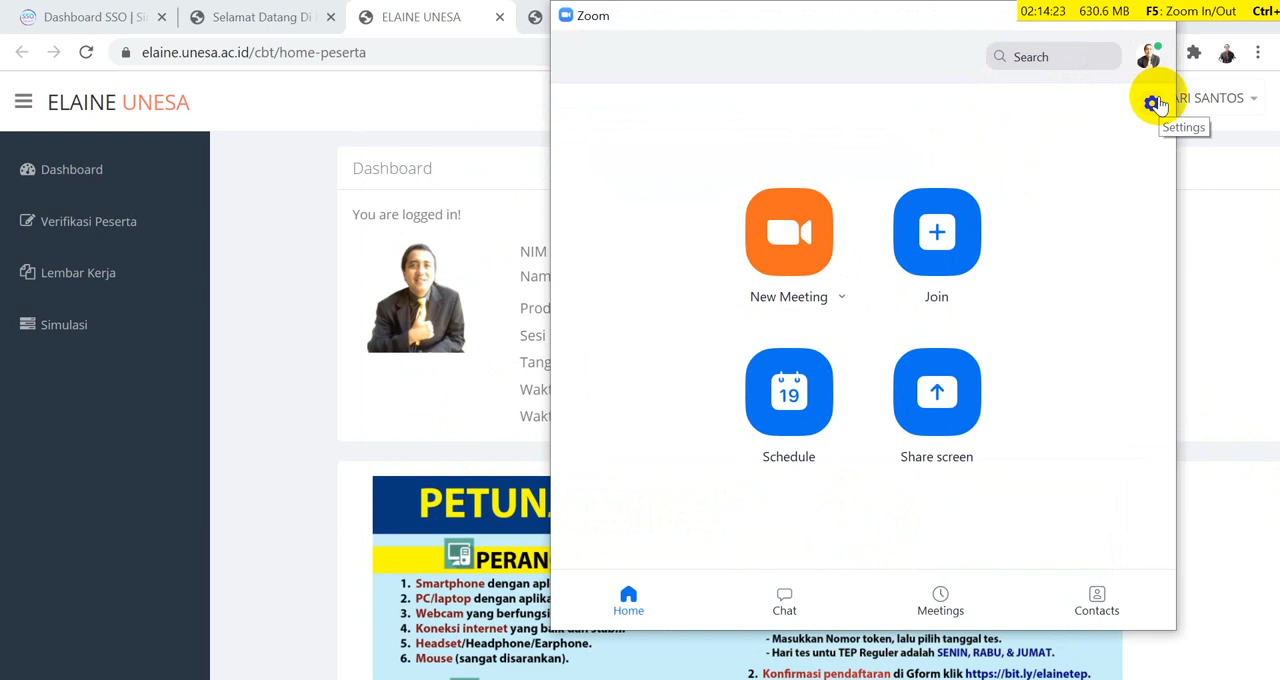 Dashboard SSO | Si
Selamat Datang Di
ELAINE UNESA
Zoom
02:14:23 630.6 MB F5: Zoom In/Out Ctrl+
elaine.unesa.ac.id/cbt/home-peserta
Search
ELAINE UNESA
ARI SANTOS
Settings
Dashboard
Verifikasi Peserta
Lembar Kerja
Simulasi
Dashboard
You are logged in!
NIM
Nam
Prod
Sesi
Tang
Wakt
Wakt
New Meeting
Join
19
Schedule
Share screen
Home
Chat
Meetings
Contacts
PETUN
PERAN
1. Smartphone dengan apl
2. PC/laptop dengan aplika
3. Webcam yang berfungsi
4. Koneksi internet yang baik dan stabil.
5. Headset/Headphone/Earphone.
6. Mouse (sangat disarankan).
- Masukkan Nomor token, lalu pilih tanggal tes.
- Hari tes untu TEP Reguler adalah SENIN, RABU, & JUMAT.
2. Konfirmasi pendaftaran di Gform klik https://bit.ly/elainetep.